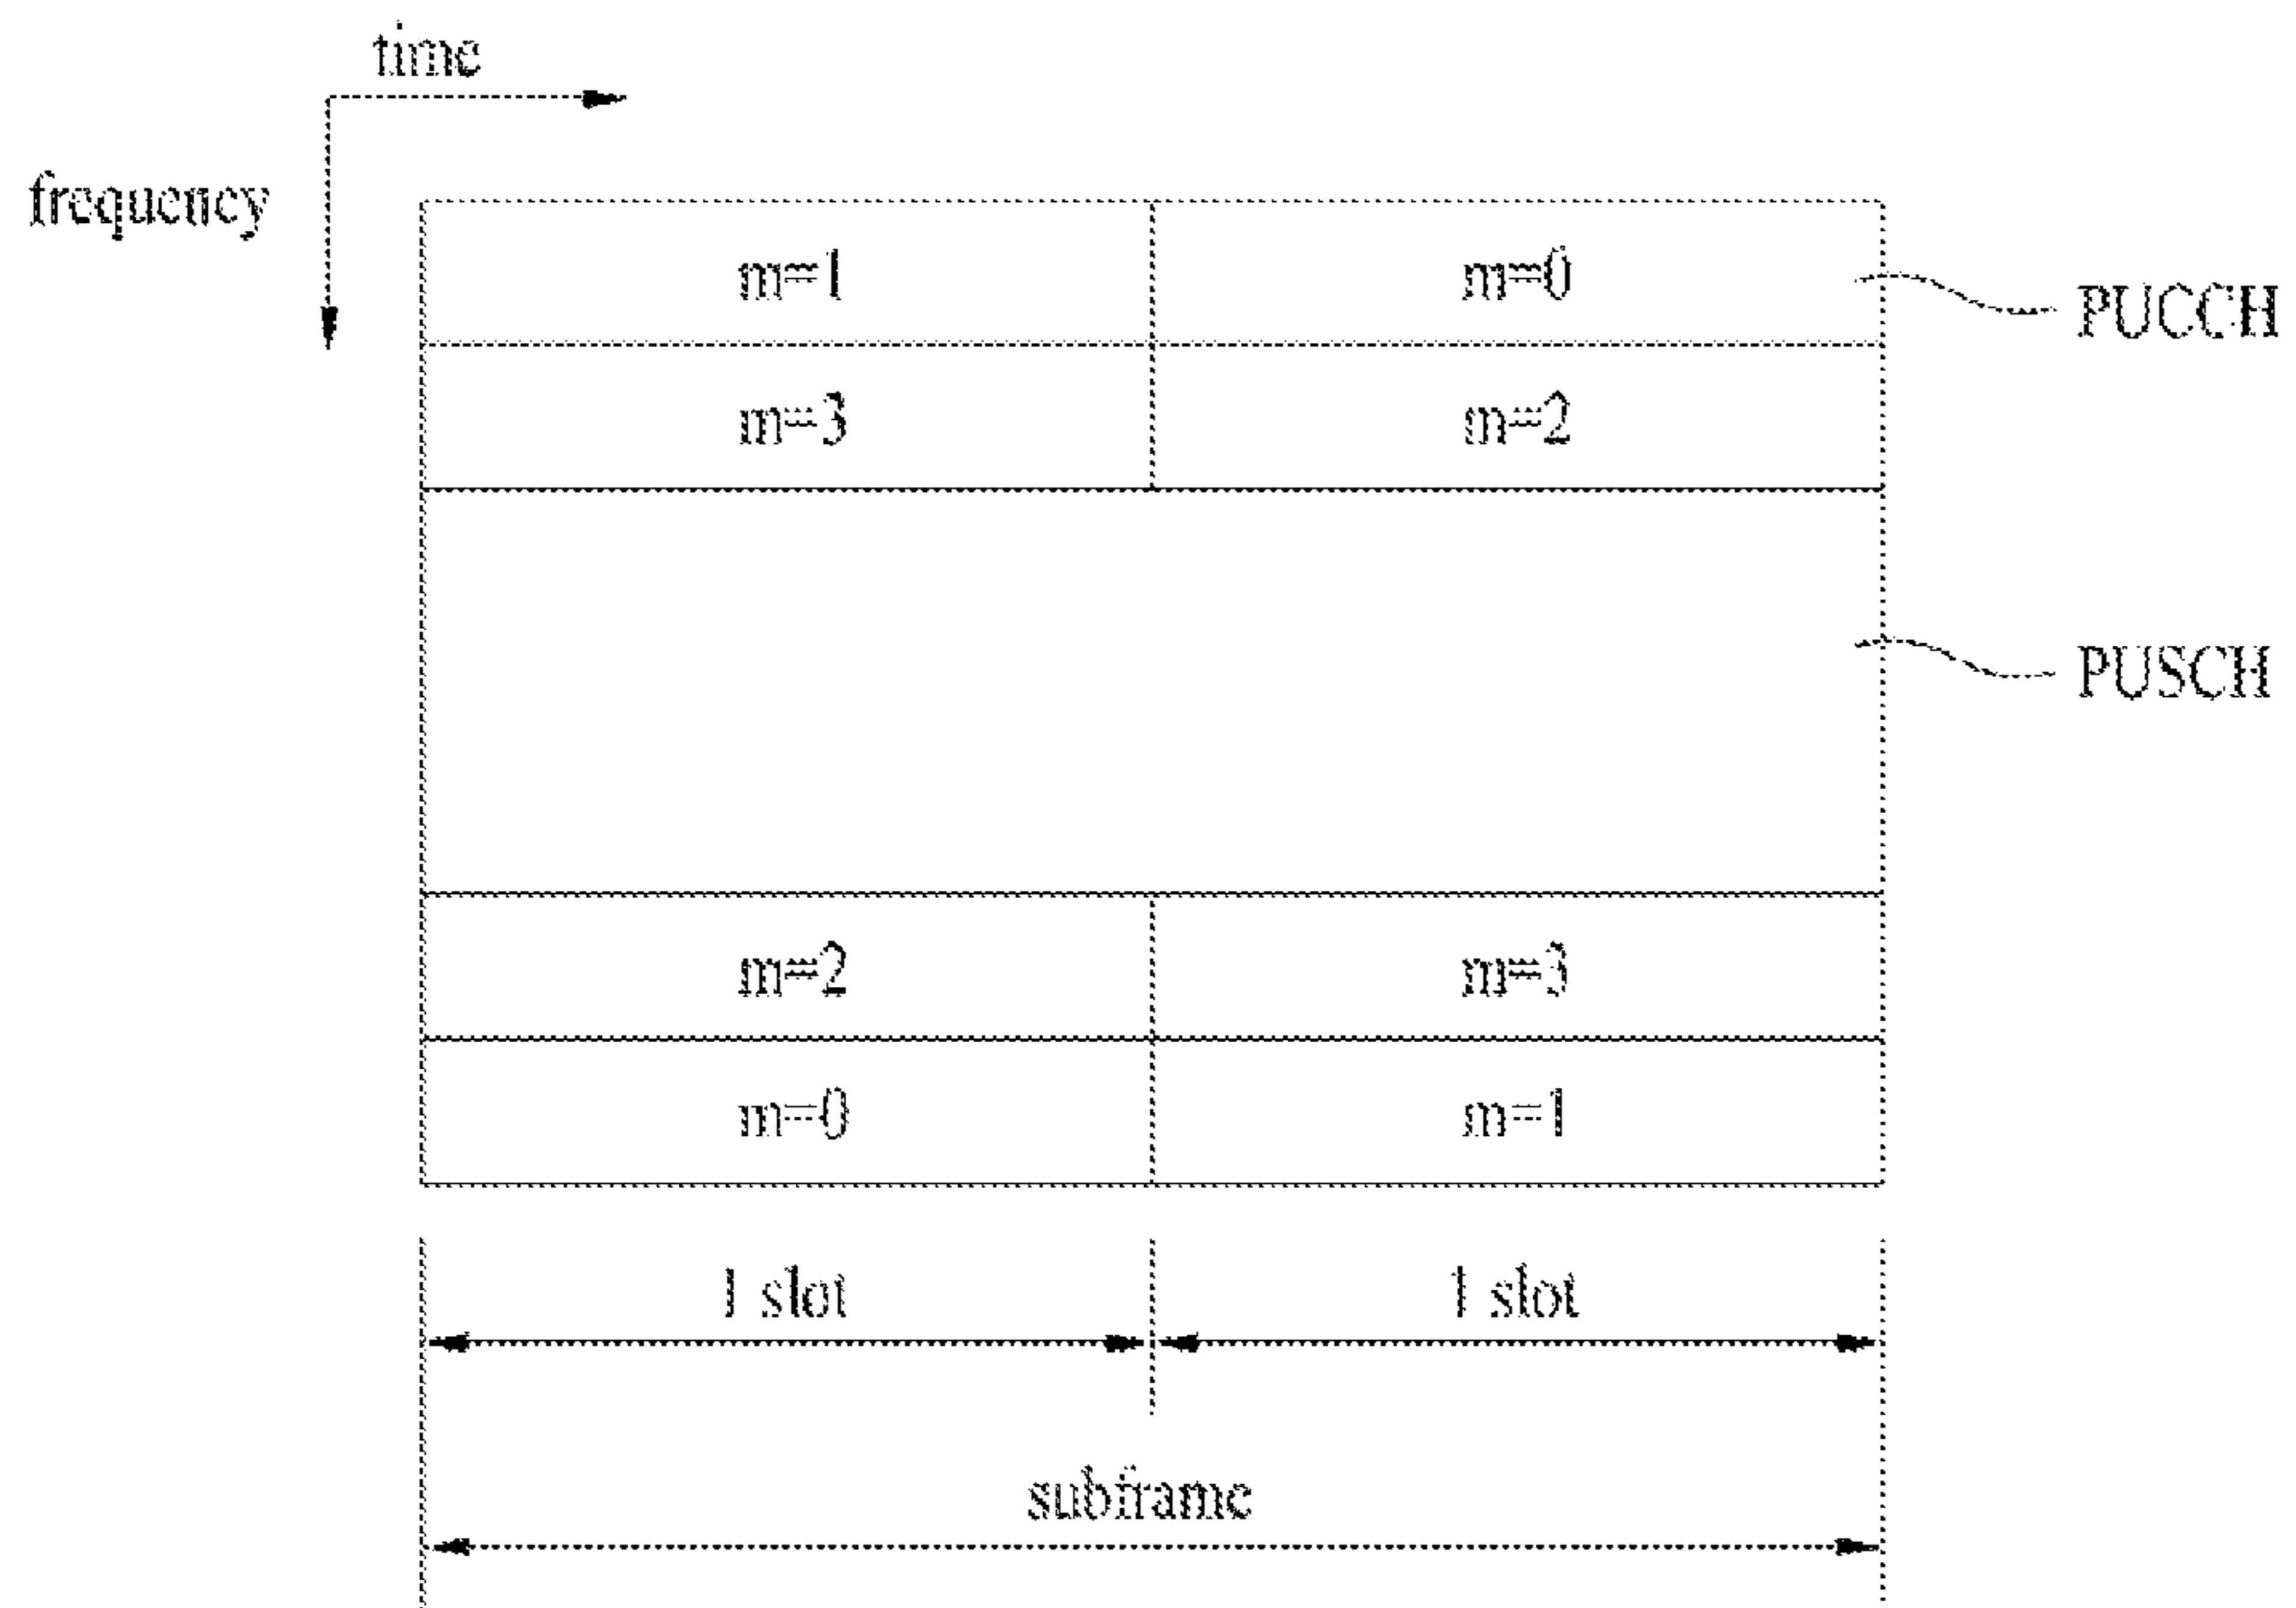 time
frequency
m=1 m=0
PUCCH
m=3 m=2
PUSCH
m=2 m=3
m=0 m=1
1 slot 1 slot
subframe